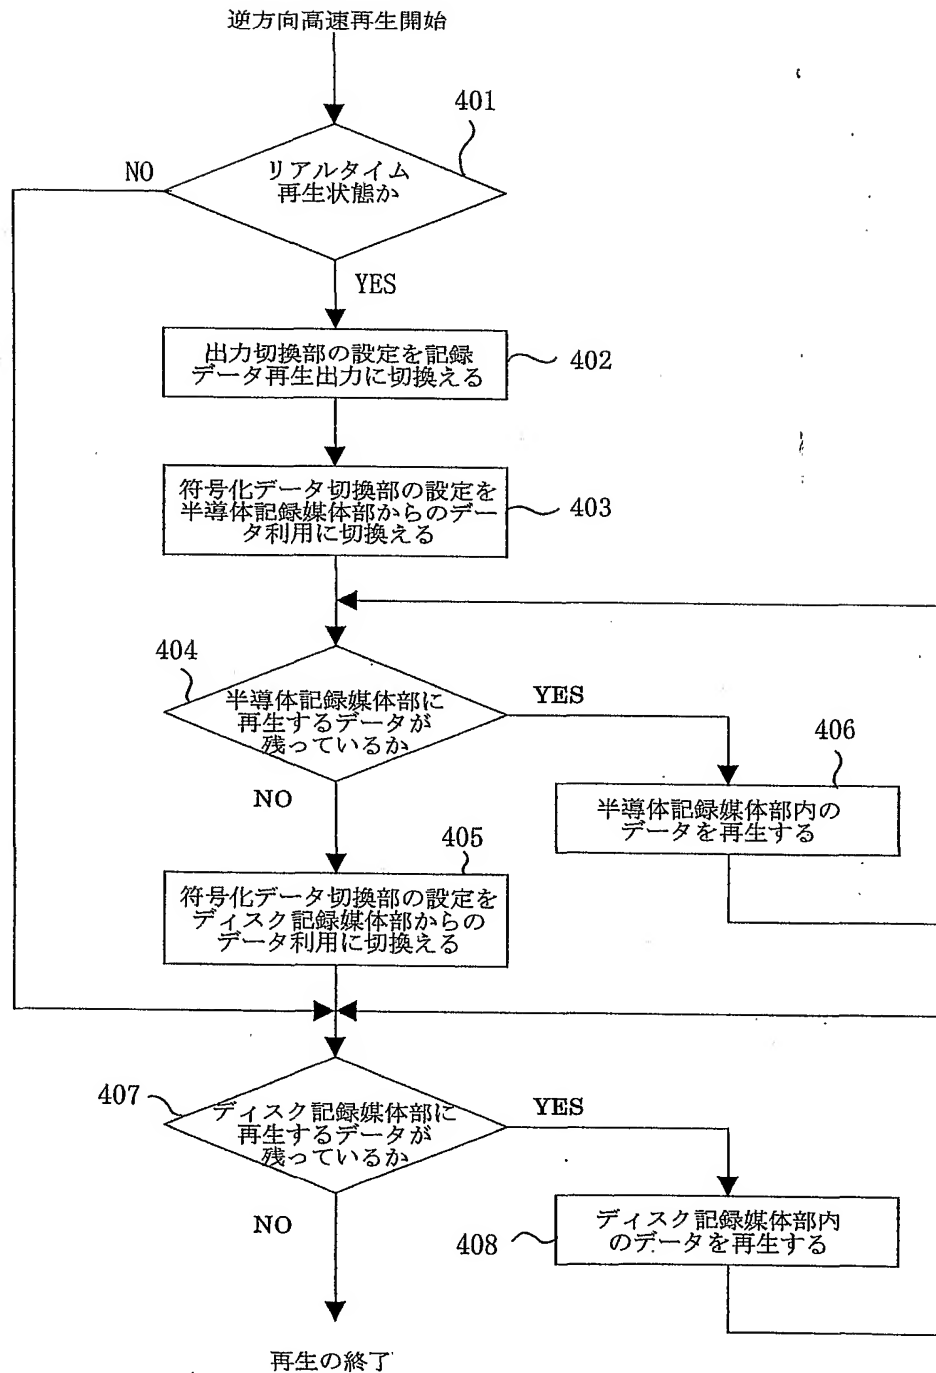 逆方向高速再生開始
401
NO
リアルタイム
再生状態か
YES
出力切換部の設定を記録
データ再生出力に切換える
402
符号化データ切換部の設定を
半導体記録媒体部からのデー
タ利用に切換える
403
404
半導体記録媒体部に
再生するデータが
残っているか
YES
406
NO
半導体記録媒体部内の
データを再生する
405
符号化データ切換部の設定を
ディスク記録媒体部からの
データ利用に切換える
407
ディスク記録媒体部に
再生するデータが
残っているか
YES
NO
ディスク記録媒体部内
のデータを再生する
408
再生の終了